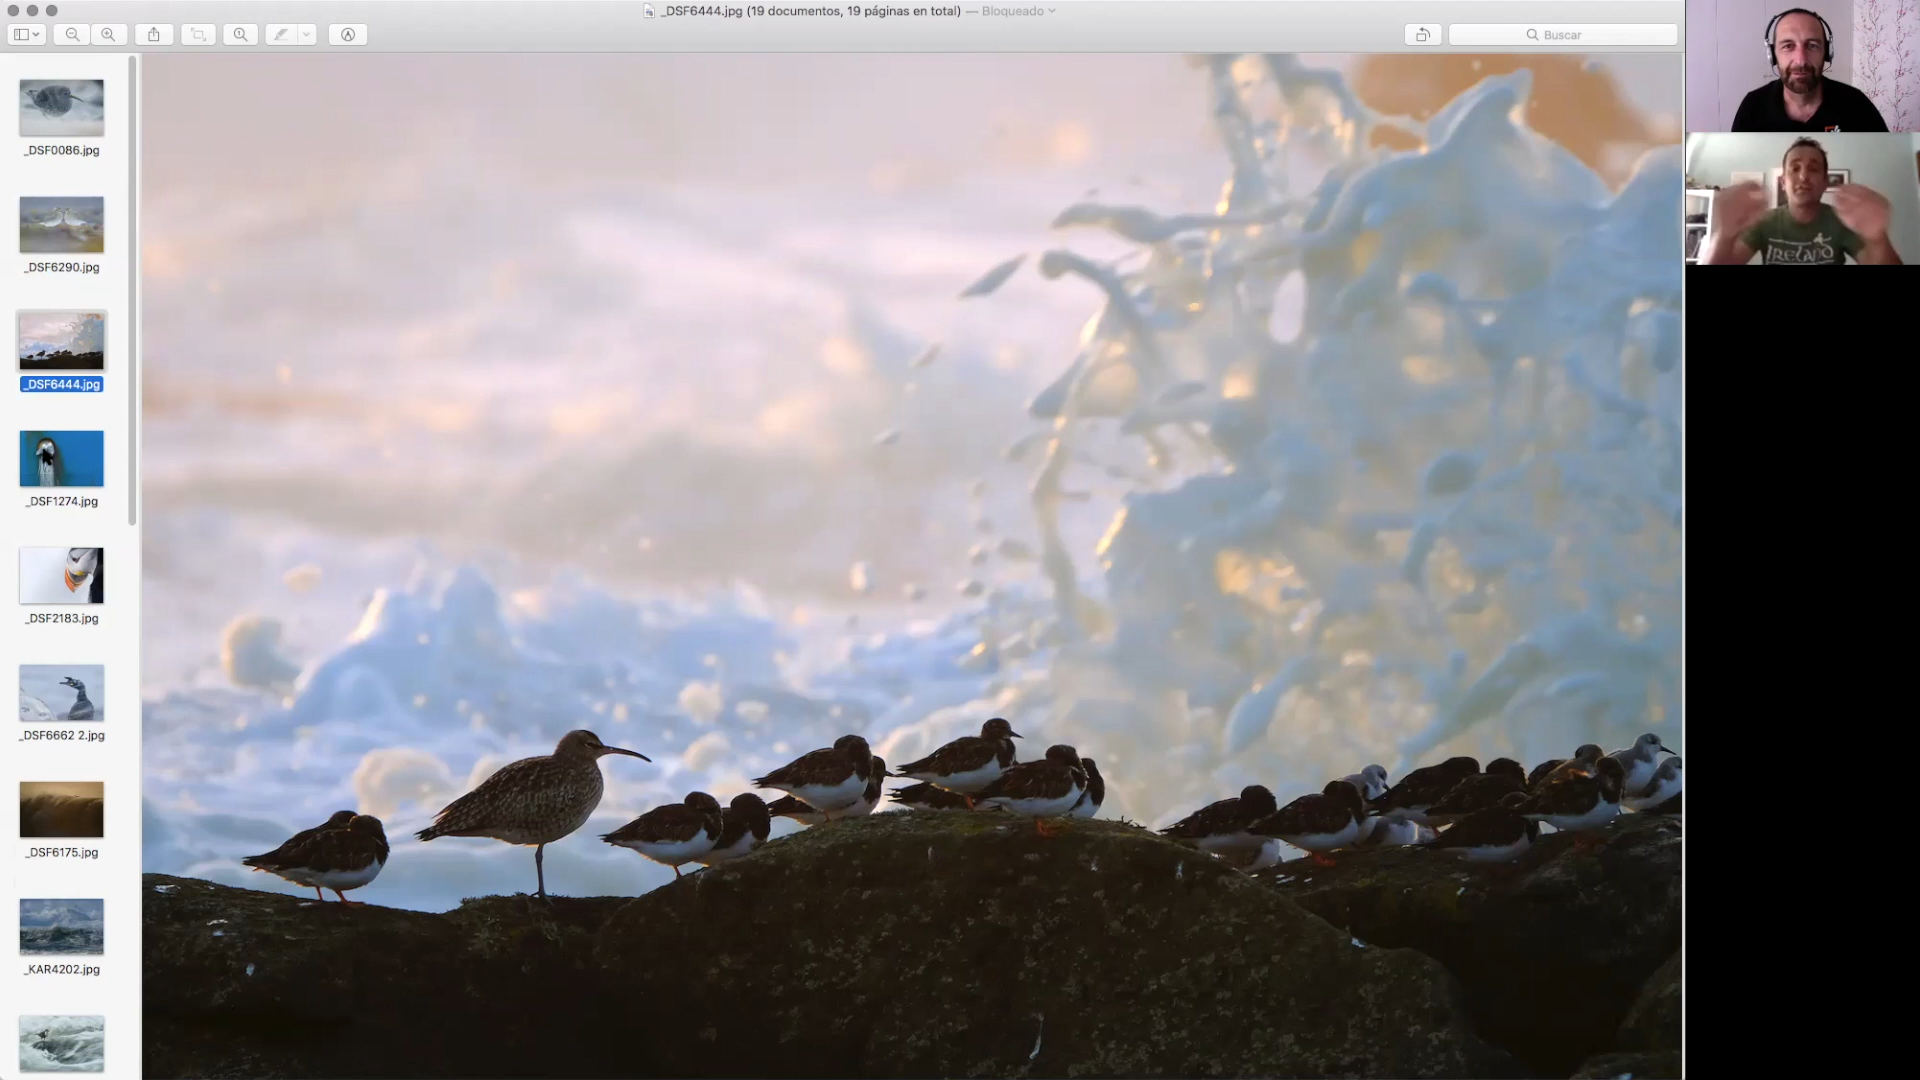 _DSF6444.jpg (19 documentos, 19 páginas en total) — Bloqueado
Buscar
_DSF0086.jpg
_DSF6290.jpg
_DSF6444.jpg
_DSF1274.jpg
_DSF2183.jpg
_DSF6662 2.jpg
_DSF6175.jpg
_KAR4202.jpg
IRELAND